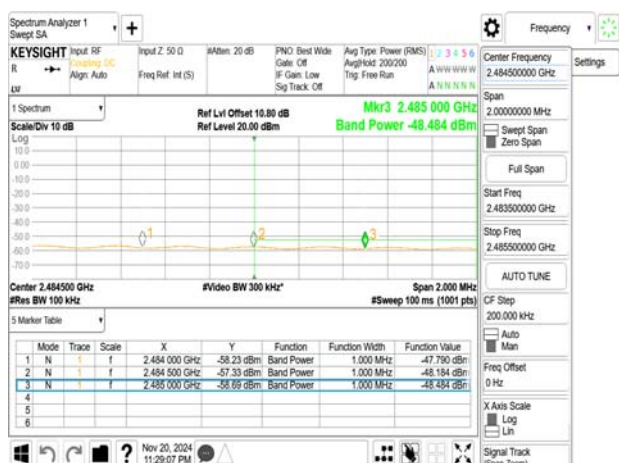 Spectrum Analyzer 1
Swept SA
Frequency
KEYSIGHT
R
LXI
Input: RF
Coupling: DC
Align: Auto
Input Z: 50 Ω
Freq Ref: Int (S)
#Atten: 20 dB
PNO: Best Wide
Gate: Off
IF Gain: Low
Sig Track: Off
Avg Type: Power (RMS)
Avg|Hold: 200/200
Trig: Free Run
1 2 3 4 5 6
A W W W W W
A N N N N N
1 Spectrum
Scale/Div 10 dB
Ref Lvl Offset 10.80 dB
Ref Level 20.00 dBm
Mkr3 2.485 000 GHz
Band Power -48.484 dBm
Log
10.0
0.00
-10.0
-20.0
-30.0
-40.0
-50.0
-60.0
-70.0
1
2
3
Center 2.484500 GHz
#Res BW 100 kHz
#Video BW 300 kHz*
Span 2.000 MHz
#Sweep 100 ms (1001 pts)
5 Marker Table
Mode Trace Scale X Y Function Function Width Function Value
1 N 1 f 2.484 000 GHz -58.23 dBm Band Power 1.000 MHz -47.790 dBm
2 N 1 f 2.484 500 GHz -57.33 dBm Band Power 1.000 MHz -48.184 dBm
3 N 1 f 2.485 000 GHz -58.69 dBm Band Power 1.000 MHz -48.484 dBm
4
5
6
Nov 20, 2024
11:29:07 PM
Center Frequency
2.484500000 GHz
Settings
Span
2.00000000 MHz
Swept Span
Zero Span
Full Span
Start Freq
2.483500000 GHz
Stop Freq
2.485500000 GHz
AUTO TUNE
CF Step
200.000 kHz
Auto
Man
Freq Offset
0 Hz
X Axis Scale
Log
Lin
Signal Track
(Span Zoom)